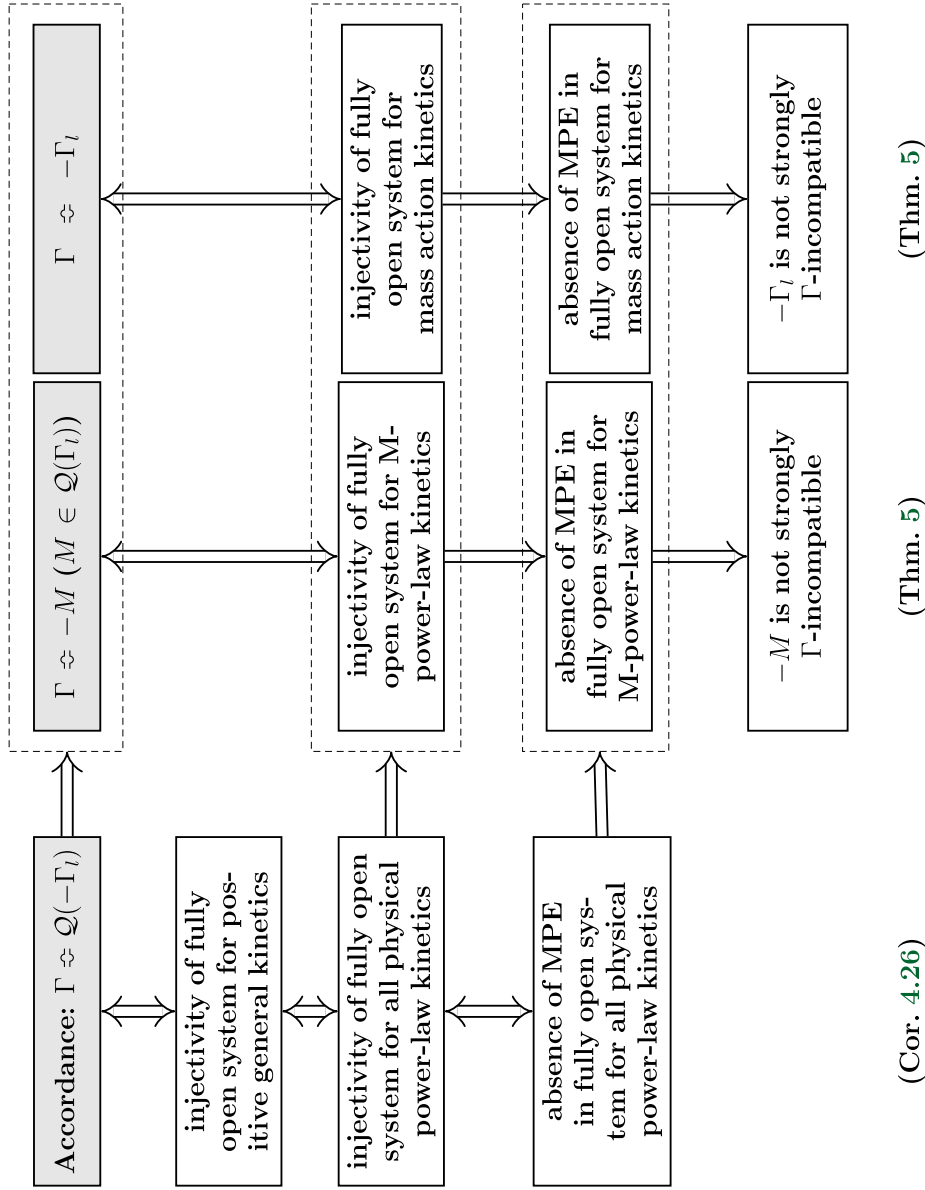 Accordance: Γ ≎ 𝒬(−Γₗ)
injectivity of fully
open system for pos-
itive general kinetics
injectivity of fully open
system for all physical
power-law kinetics
absence of MPE
in fully open sys-
tem for all physical
power-law kinetics
(Cor. 4.26)
Γ ≎ −M (M ∈ 𝒬(Γₗ))
injectivity of fully
open system for M-
power-law kinetics
absence of MPE in
fully open system for
M-power-law kinetics
−M is not strongly
Γ-incompatible
(Thm. 5)
Γ ≎ −Γₗ
injectivity of fully
open system for
mass action kinetics
absence of MPE in
fully open system for
mass action kinetics
−Γₗ is not strongly
Γ-incompatible
(Thm. 5)